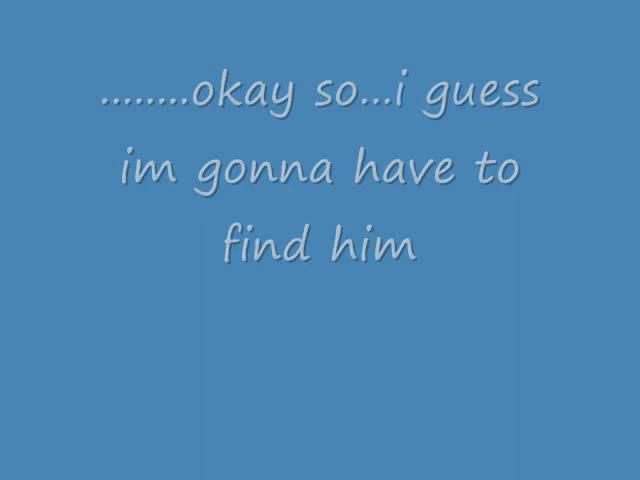 ........okay so...i guess
im gonna have to
find him